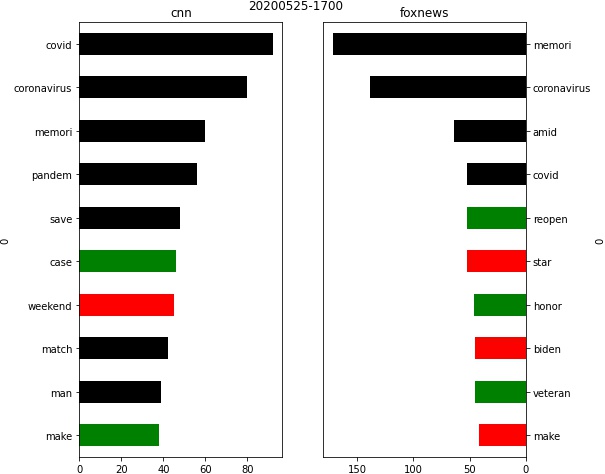 20200525-1700
cnn
foxnews
covid
coronavirus
memori
pandem
save
case
weekend
match
man
make
0
0 20 40 60 80
memori
coronavirus
amid
covid
reopen
star
honor
biden
veteran
make
0
150 100 50 0